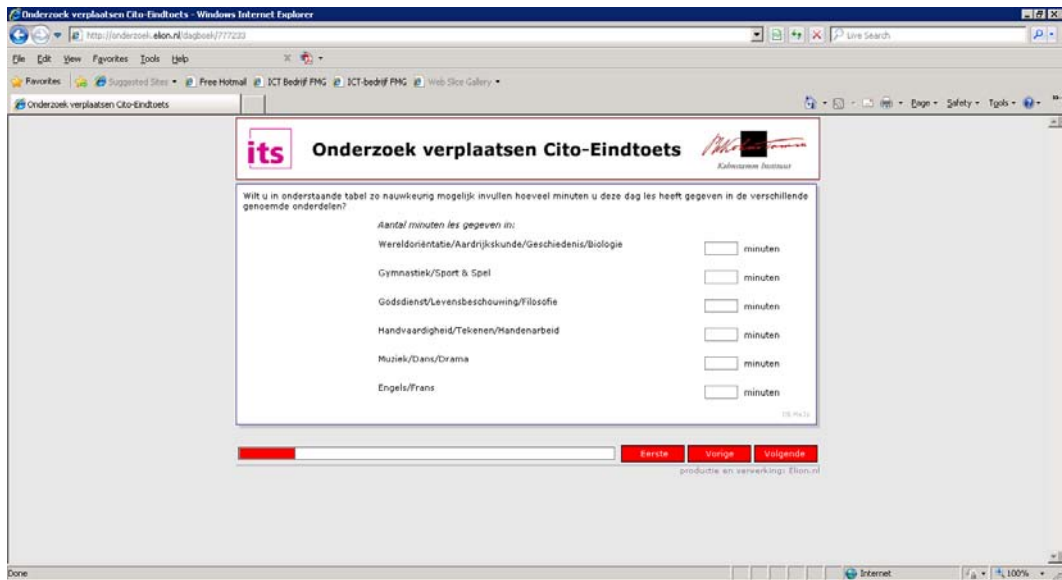 Onderzoek verplaatsen Cito-Eindtoets - Windows Internet Explorer
http://onderzoek.elion.nl/dagboek/777233
Live Search
File Edit View Favorites Tools Help
Favorites Suggested Sites Free Hotmail ICT Bedrijf FMG ICT-bedrijf FMG Web Slice Gallery
Onderzoek verplaatsen Cito-Eindtoets
Page Safety Tools
its
Onderzoek verplaatsen Cito-Eindtoets
Kohnstamm Instituut
Wilt u in onderstaande tabel zo nauwkeurig mogelijk invullen hoeveel minuten u deze dag les heeft gegeven in de verschillende
genoemde onderdelen?
Aantal minuten les gegeven in:
Wereldoriëntatie/Aardrijkskunde/Geschiedenis/Biologie minuten
Gymnastiek/Sport & Spel minuten
Godsdienst/Levensbeschouwing/Filosofie minuten
Handvaardigheid/Tekenen/Handenarbeid minuten
Muziek/Dans/Drama minuten
Engels/Frans minuten
Eerste Vorige Volgende
productie en verwerking: Elion.nl
Done Internet 100%